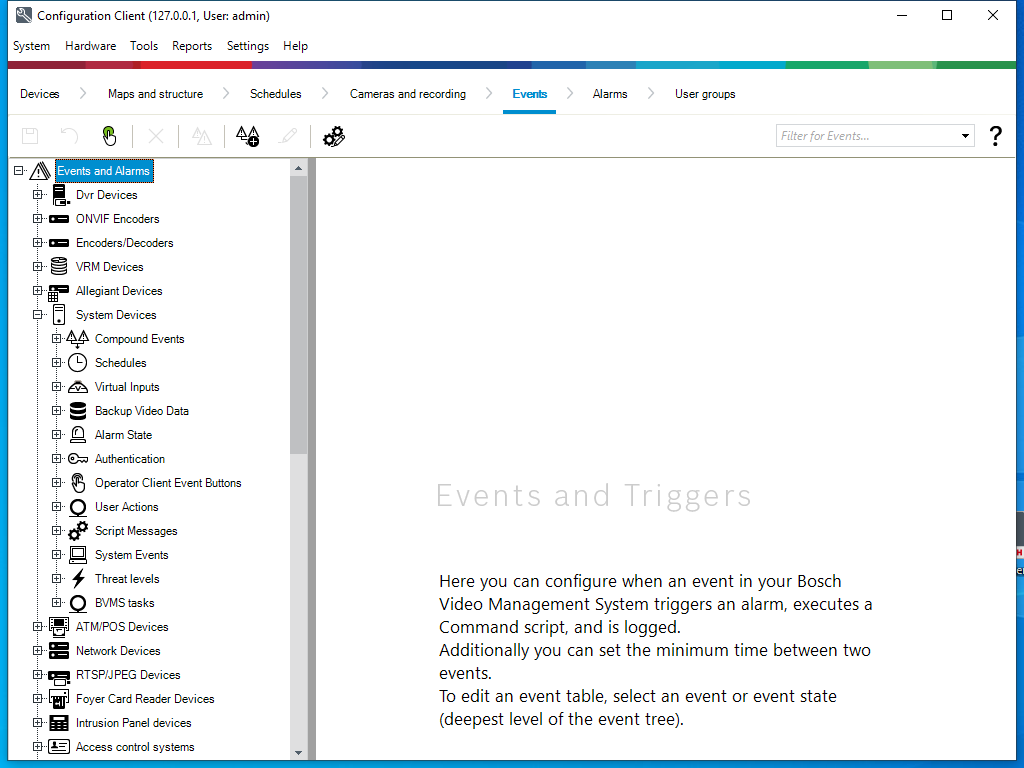 Configuration Client (127.0.0.1, User: admin)
System Hardware Tools Reports Settings Help
Devices Maps and structure Schedules Cameras and recording Events Alarms User groups
Filter for Events... ?
Events and Alarms
Dvr Devices
ONVIF Encoders
Encoders/Decoders
VRM Devices
Allegiant Devices
System Devices
Compound Events
Schedules
Virtual Inputs
Backup Video Data
Alarm State
Authentication
Operator Client Event Buttons
User Actions
Script Messages
System Events
Threat levels
BVMS tasks
ATM/POS Devices
Network Devices
RTSP/JPEG Devices
Foyer Card Reader Devices
Intrusion Panel devices
Access control systems
Events and Triggers
Here you can configure when an event in your Bosch
Video Management System triggers an alarm, executes a
Command script, and is logged.
Additionally you can set the minimum time between two
events.
To edit an event table, select an event or event state
(deepest level of the event tree).